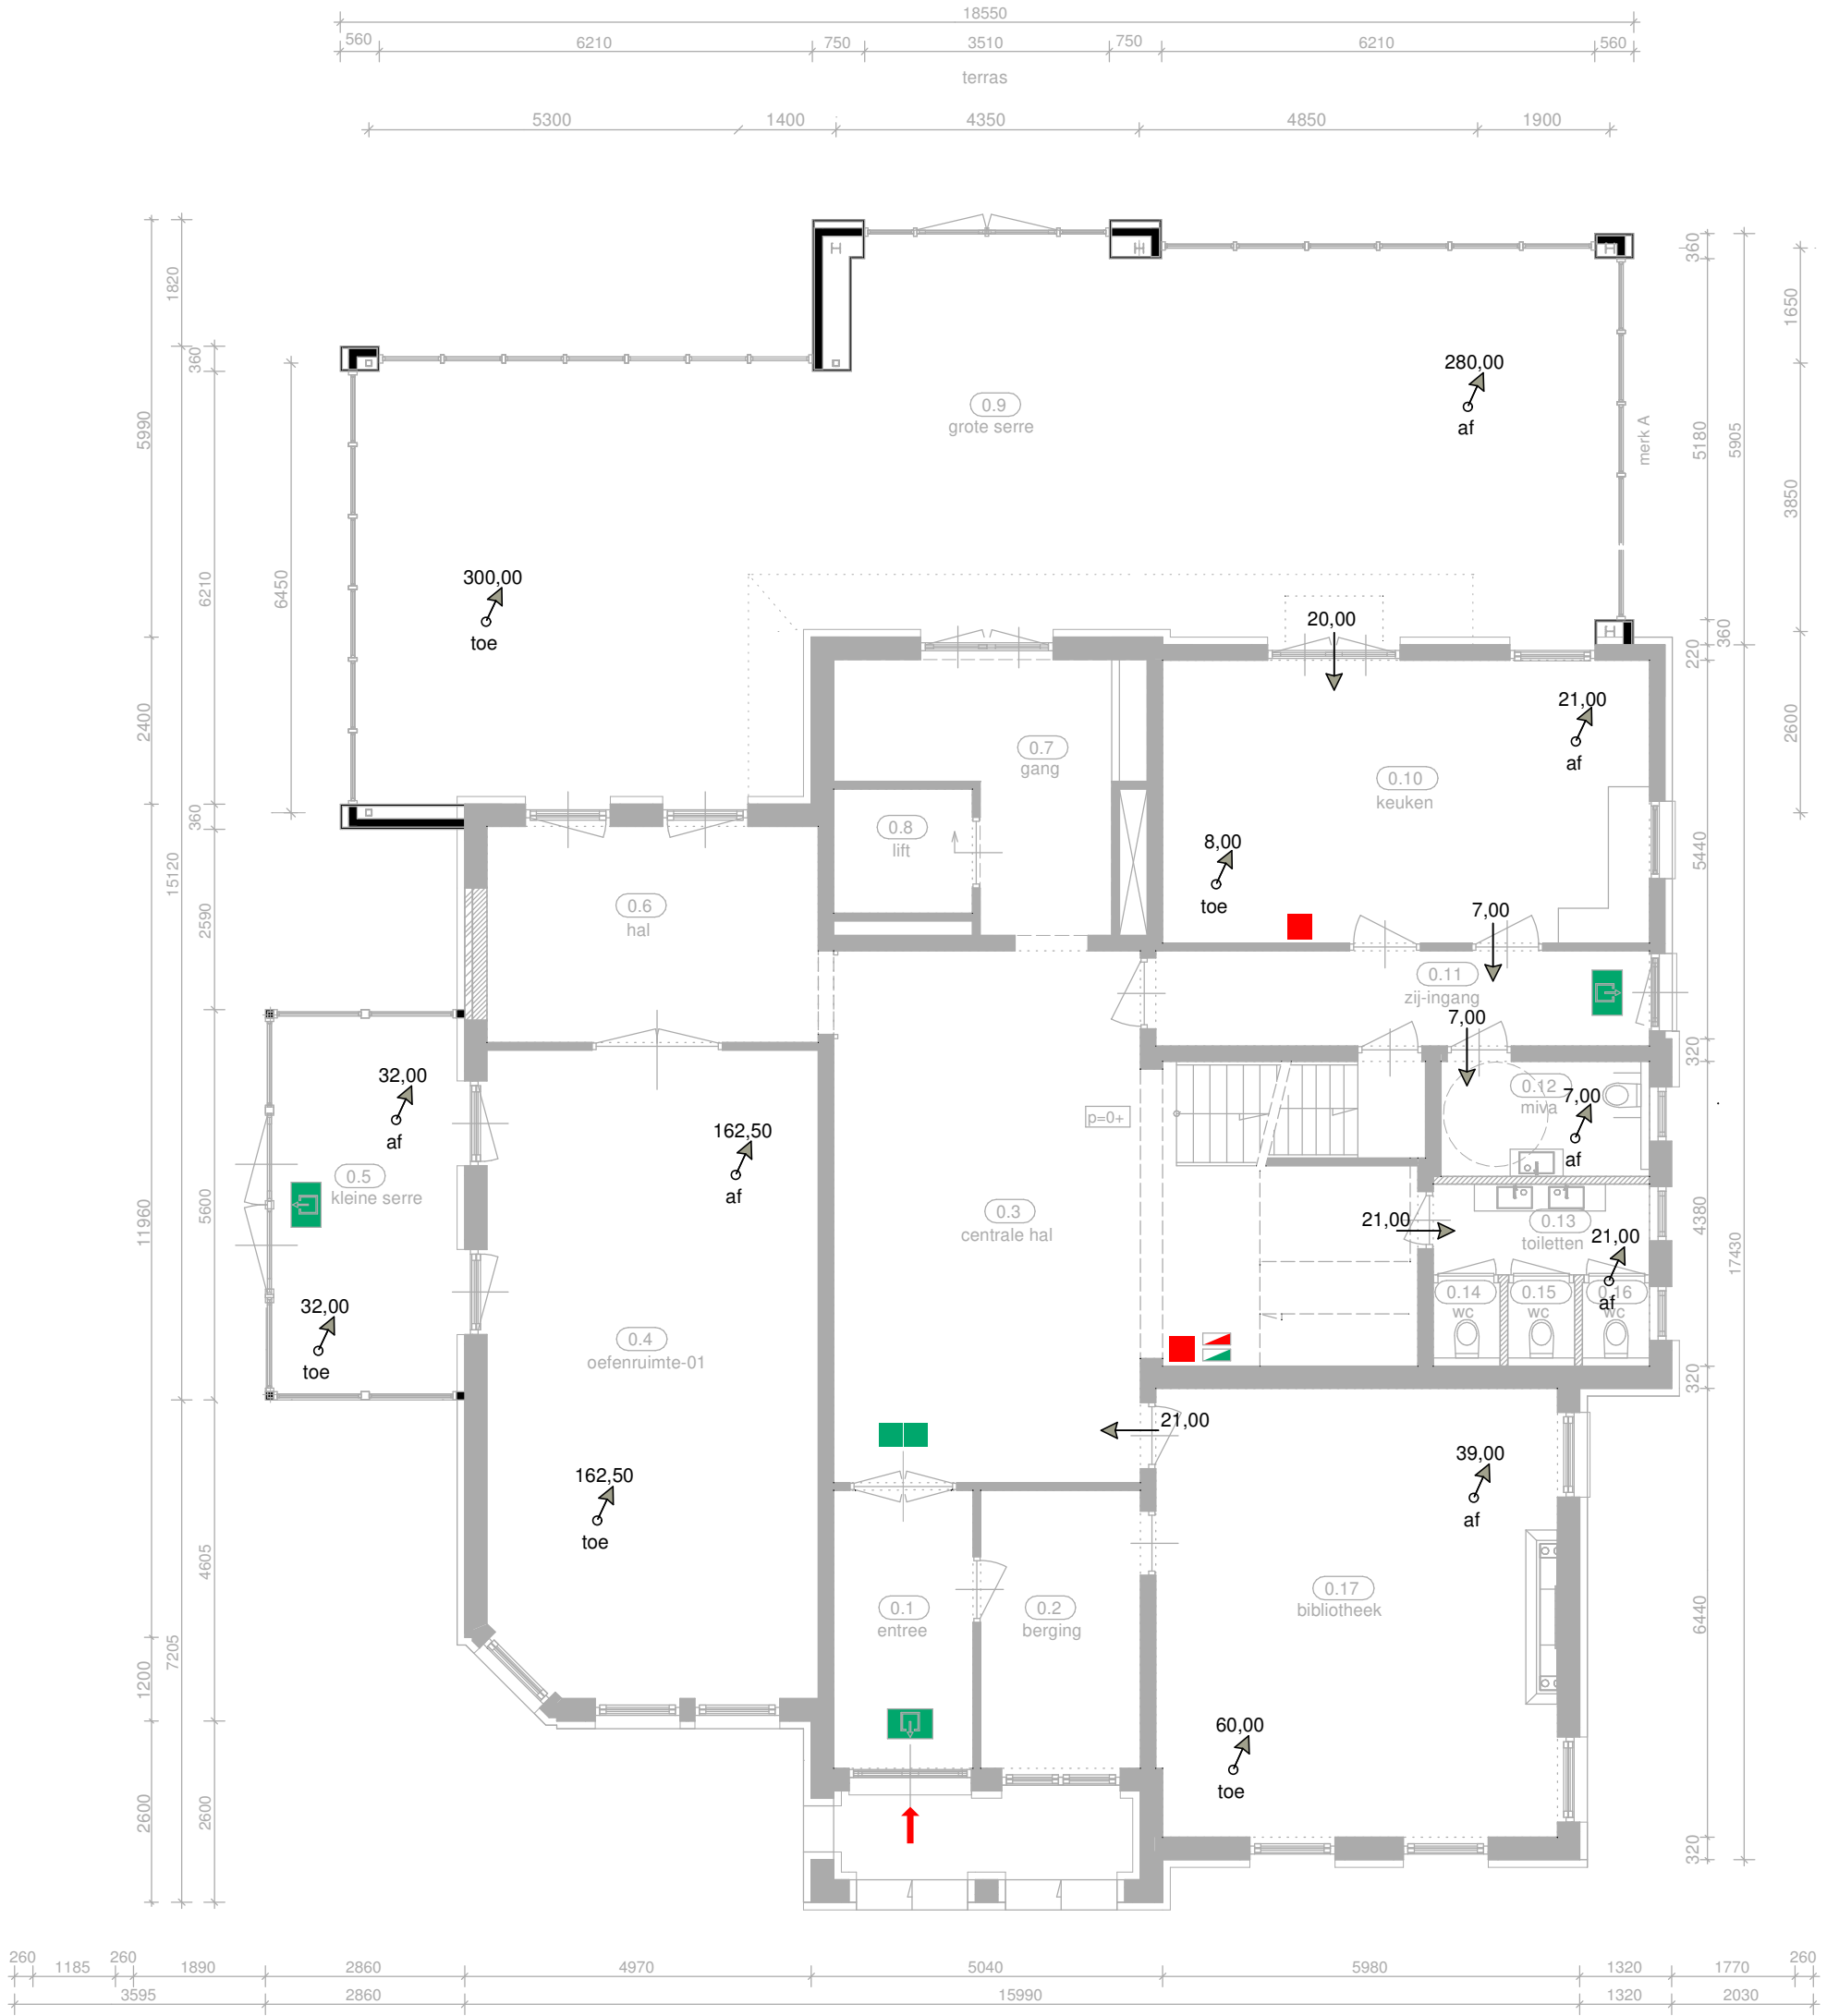 18550
560 6210 750 3510 750 6210 560
terras
5300 1400 4350 4850 1900
1820
360
5990
6210
6450
2400
360
15120
2590
11960
5600
4605
1200
7205
2600
2600
360
1650
5180
5905
3850
merk A
360
220
2600
5440
320
4380
17430
320
6440
320
280,00
af
0.9
grote serre
300,00
toe
20,00
21,00
af
0.7
gang
0.10
keuken
0.8
lift
8,00
toe
0.6
hal
7,00
0.11
zij-ingang
7,00
32,00
af
0.12
miva
7,00
af
p=0+
162,50
af
0.5
kleine serre
0.3
centrale hal
21,00
0.13
toiletten
21,00
af
0.14
wc
0.15
wc
0.16
wc
32,00
toe
0.4
oefenruimte-01
21,00
39,00
af
162,50
toe
0.1
entree
0.2
berging
0.17
bibliotheek
60,00
toe
260 1185 260 1890 2860 4970 5040 5980 1320 1770 260
3595 2860 15990 1320 2030